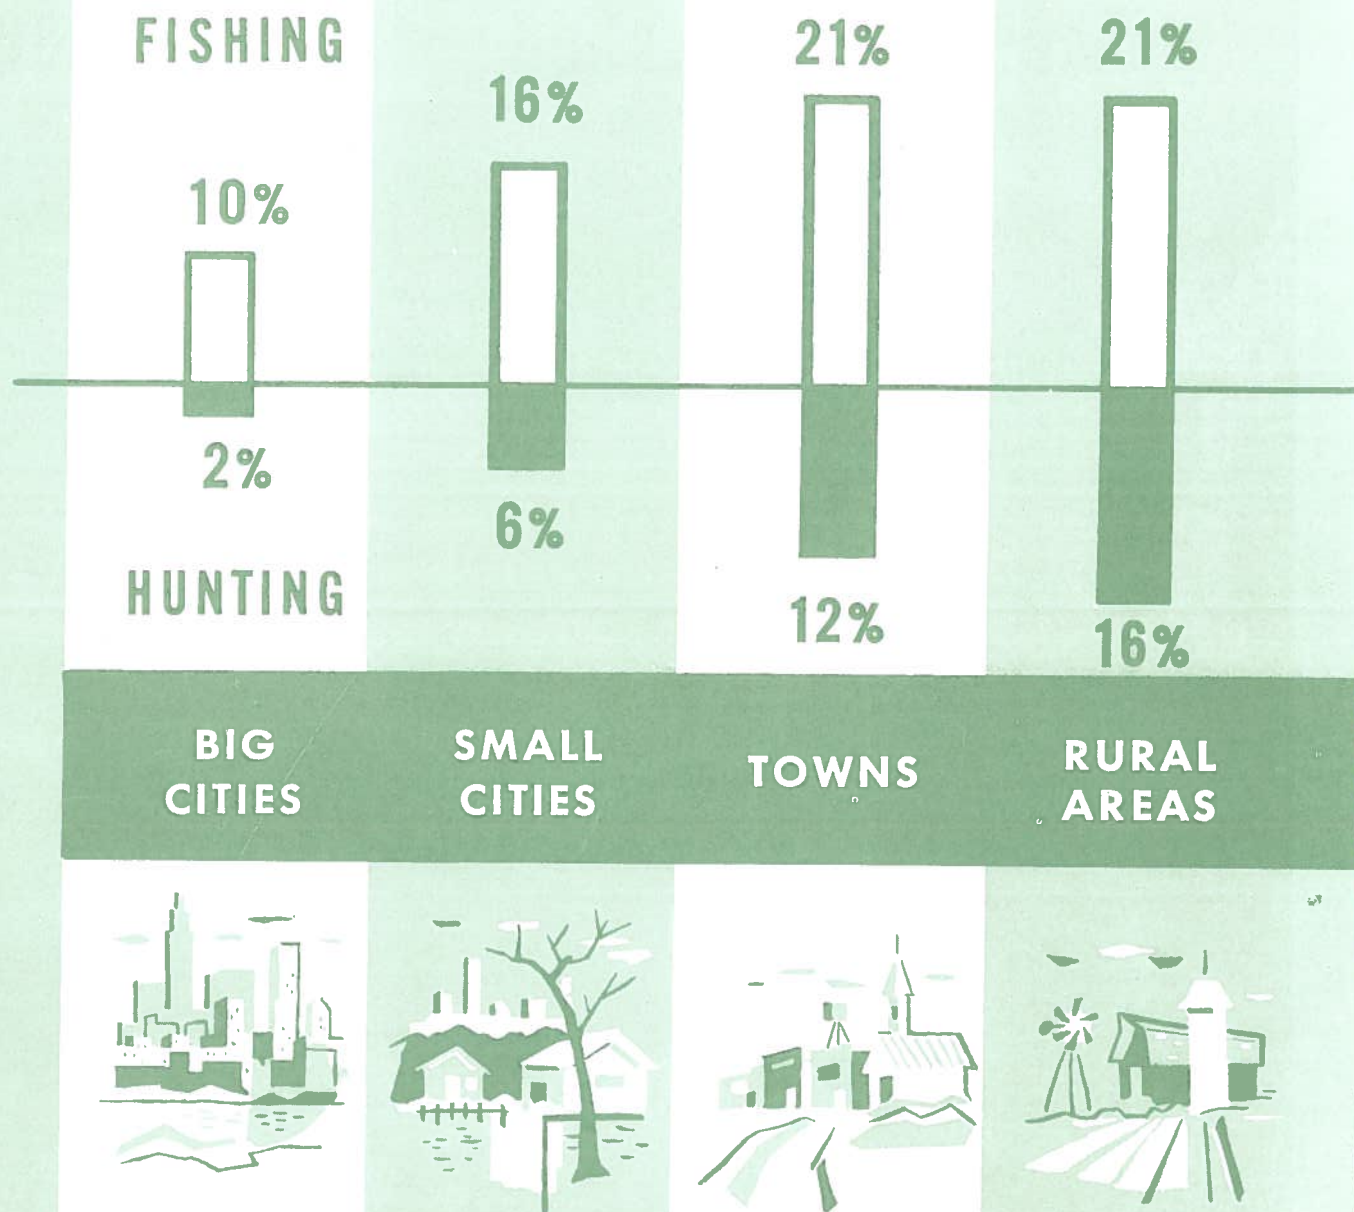 FISHING
10%
16%
21%
21%
2%
6%
12%
16%
HUNTING
BIG
CITIES
SMALL
CITIES
TOWNS
RURAL
AREAS